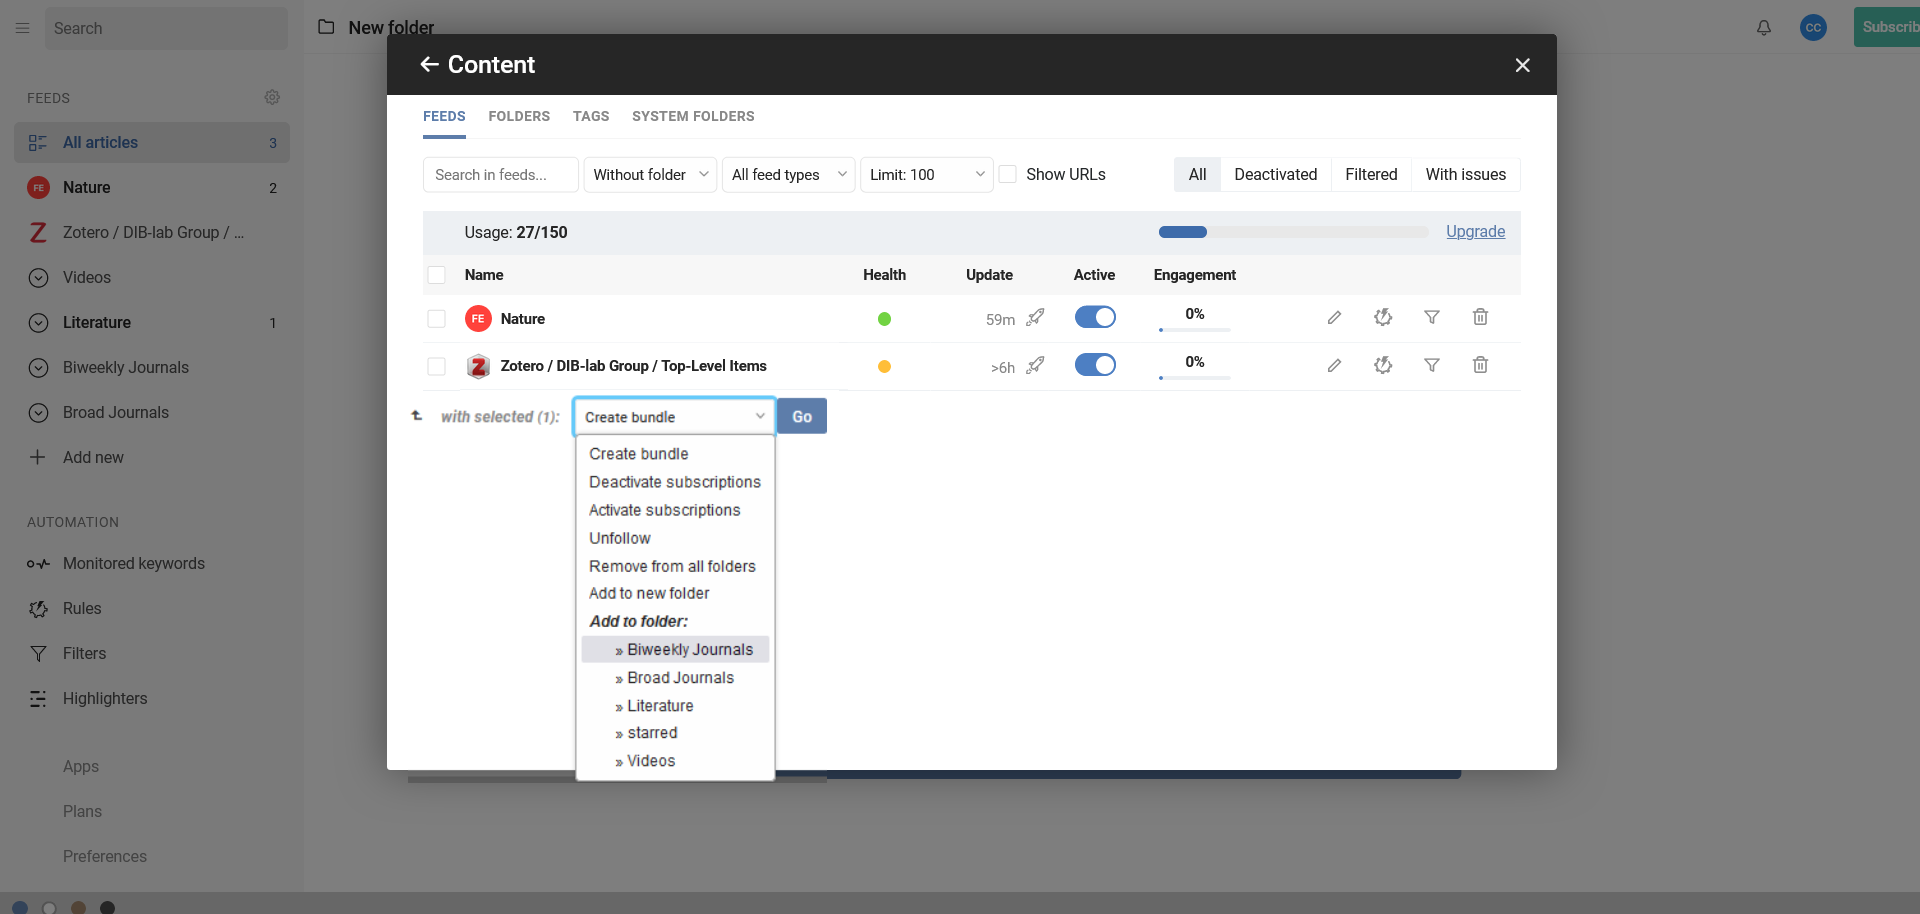 Search
New folder
CC
Subscrib
Content
FEEDS
All articles 3
FE Nature 2
Zotero / DIB-lab Group / ...
Videos
Literature 1
Biweekly Journals
Broad Journals
Add new
AUTOMATION
Monitored keywords
Rules
Filters
Highlighters
Apps
Plans
Preferences
FEEDS FOLDERS TAGS SYSTEM FOLDERS
Search in feeds... Without folder All feed types Limit: 100 Show URLs All Deactivated Filtered With issues
Usage: 27/150 Upgrade
Name Health Update Active Engagement
FE Nature 59m 0%
Z Zotero / DIB-lab Group / Top-Level Items >6h 0%
with selected (1): Create bundle Go
Create bundle
Deactivate subscriptions
Activate subscriptions
Unfollow
Remove from all folders
Add to new folder
Add to folder:
» Biweekly Journals
» Broad Journals
» Literature
» starred
» Videos